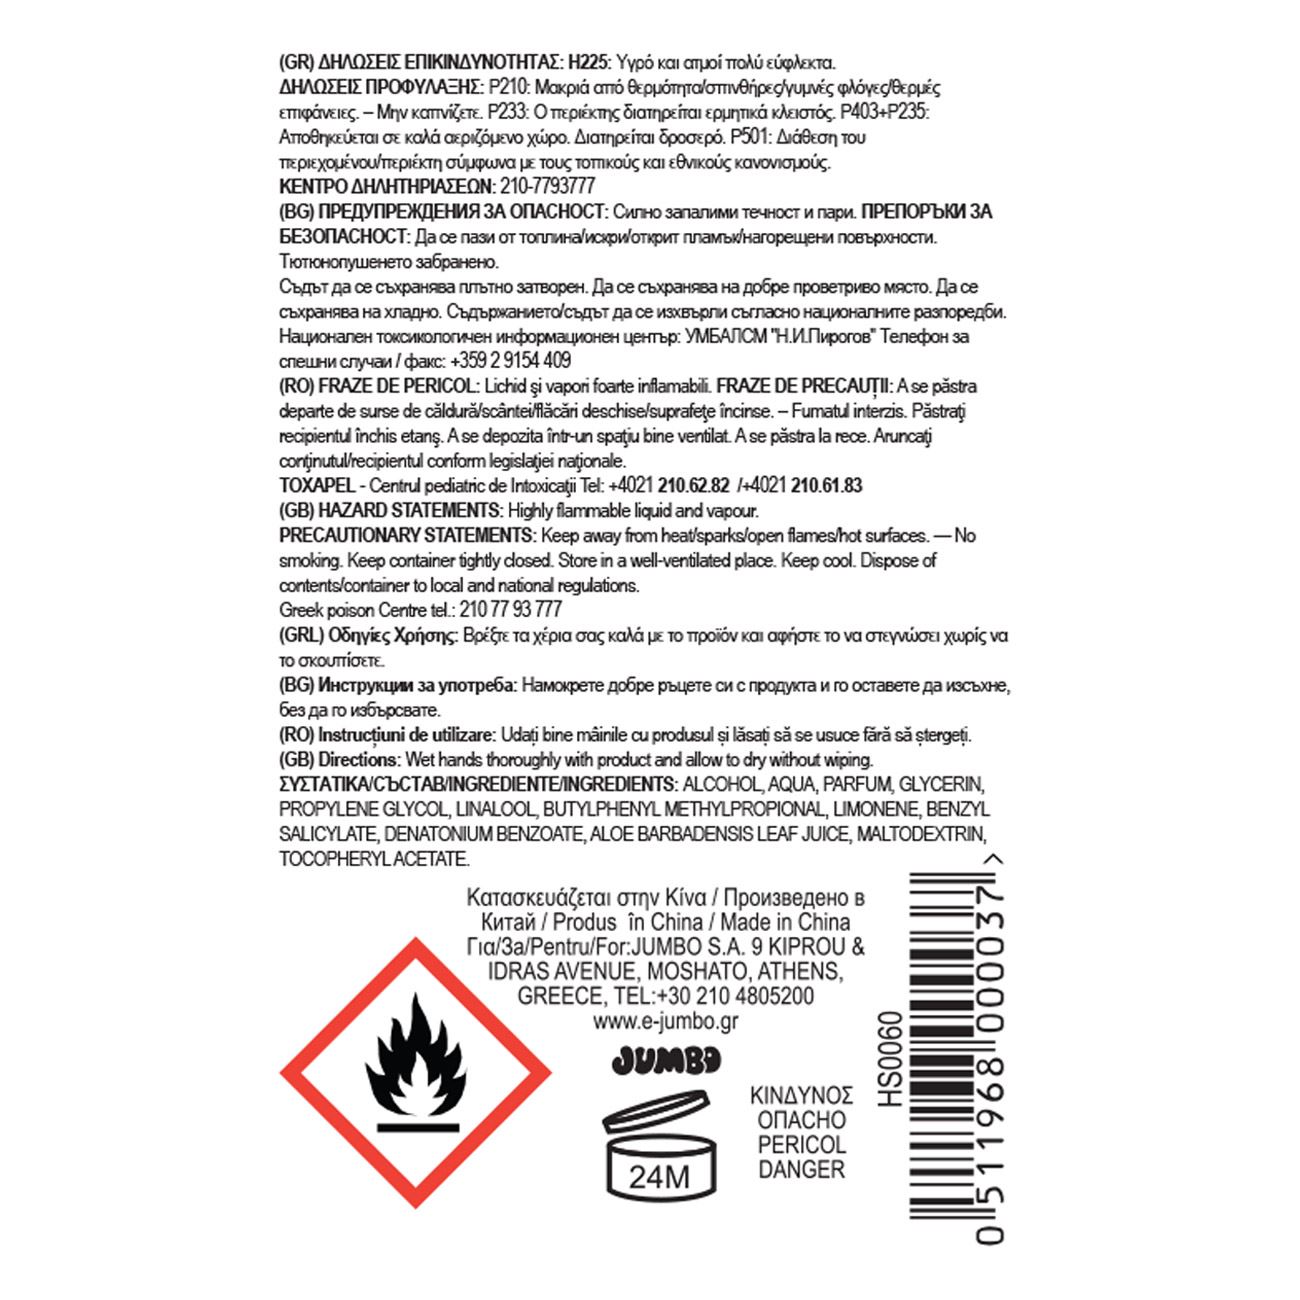 (GR) ΔΗΛΩΣΕΙΣ ΕΠΙΚΙΝΔΥΝΟΤΗΤΑΣ: H225: Υγρό και ατμοί πολύ εύφλεκτα.
ΔΗΛΩΣΕΙΣ ΠΡΟΦΥΛΑΞΗΣ: P210: Μακριά από θερμότητα/σπινθήρες/γυμνές φλόγες/θερμές
επιφάνειες. – Μην καπνίζετε. P233: Ο περιέκτης διατηρείται ερμητικά κλειστός. P403+P235:
Αποθηκεύεται σε καλά αεριζόμενο χώρο. Διατηρείται δροσερό. P501: Διάθεση του
περιεχομένου/περιέκτη σύμφωνα με τους τοπικούς και εθνικούς κανονισμούς.
ΚΕΝΤΡΟ ΔΗΛΗΤΗΡΙΑΣΕΩΝ: 210-7793777
(BG) ПРЕДУПРЕЖДЕНИЯ ЗА ОПАСНОСТ: Силно запалими течност и пари. ПРЕПОРЪКИ ЗА
БЕЗОПАСНОСТ: Да се пази от топлина/искри/открит пламък/нагорещени повърхности.
Тютюнопушенето забранено.
Съдът да се съхранява плътно затворен. Да се съхранява на добре проветриво място. Да се
съхранява на хладно. Съдържанието/съдът да се изхвърли съгласно националните разпоредби.
Национален токсикологичен информационен център: УМБАЛСМ "Н.И.Пирогов" Телефон за
спешни случаи / факс: +359 2 9154 409
(RO) FRAZE DE PERICOL: Lichid şi vapori foarte inflamabili. FRAZE DE PRECAUȚII: A se păstra
departe de surse de căldură/scântei/flăcări deschise/suprafeţe încinse. – Fumatul interzis. Păstraţi
recipientul închis etanş. A se depozita într-un spaţiu bine ventilat. A se păstra la rece. Aruncaţi
conţinutul/recipientul conform legislaţiei naţionale.
TOXAPEL - Centrul pediatric de Intoxicaţii Tel: +4021 210.62.82 /+4021 210.61.83
(GB) HAZARD STATEMENTS: Highly flammable liquid and vapour.
PRECAUTIONARY STATEMENTS: Keep away from heat/sparks/open flames/hot surfaces. — No
smoking. Keep container tightly closed. Store in a well-ventilated place. Keep cool. Dispose of
contents/container to local and national regulations.
Greek poison Centre tel.: 210 77 93 777
(GRL) Οδηγίες Χρήσης: Βρέξτε τα χέρια σας καλά με το προϊόν και αφήστε το να στεγνώσει χωρίς να
το σκουπίσετε.
(BG) Инструкции за употреба: Намокрете добре ръцете си с продукта и го оставете да изсъхне,
без да го избърсвате.
(RO) Instrucțiuni de utilizare: Udați bine mâinile cu produsul și lăsați să se usuce fără să ștergeți.
(GB) Directions: Wet hands thoroughly with product and allow to dry without wiping.
ΣΥΣΤΑΤΙΚΑ/СЪСТАВ/INGREDIENTE/INGREDIENTS: ALCOHOL, AQUA, PARFUM, GLYCERIN,
PROPYLENE GLYCOL, LINALOOL, BUTYLPHENYL METHYLPROPIONAL, LIMONENE, BENZYL
SALICYLATE, DENATONIUM BENZOATE, ALOE BARBADENSIS LEAF JUICE, MALTODEXTRIN,
TOCOPHERYL ACETATE.
Κατασκευάζεται στην Κίνα / Произведено в
Китай / Produs în China / Made in China
Για/За/Pentru/For:JUMBO S.A. 9 KIPROU &
IDRAS AVENUE, MOSHATO, ATHENS,
GREECE, TEL:+30 210 4805200
www.e-jumbo.gr
JUMBO
24M
ΚΙΝΔΥΝΟΣ
ОПАСНО
PERICOL
DANGER
HS0060
0 511968 000037 >